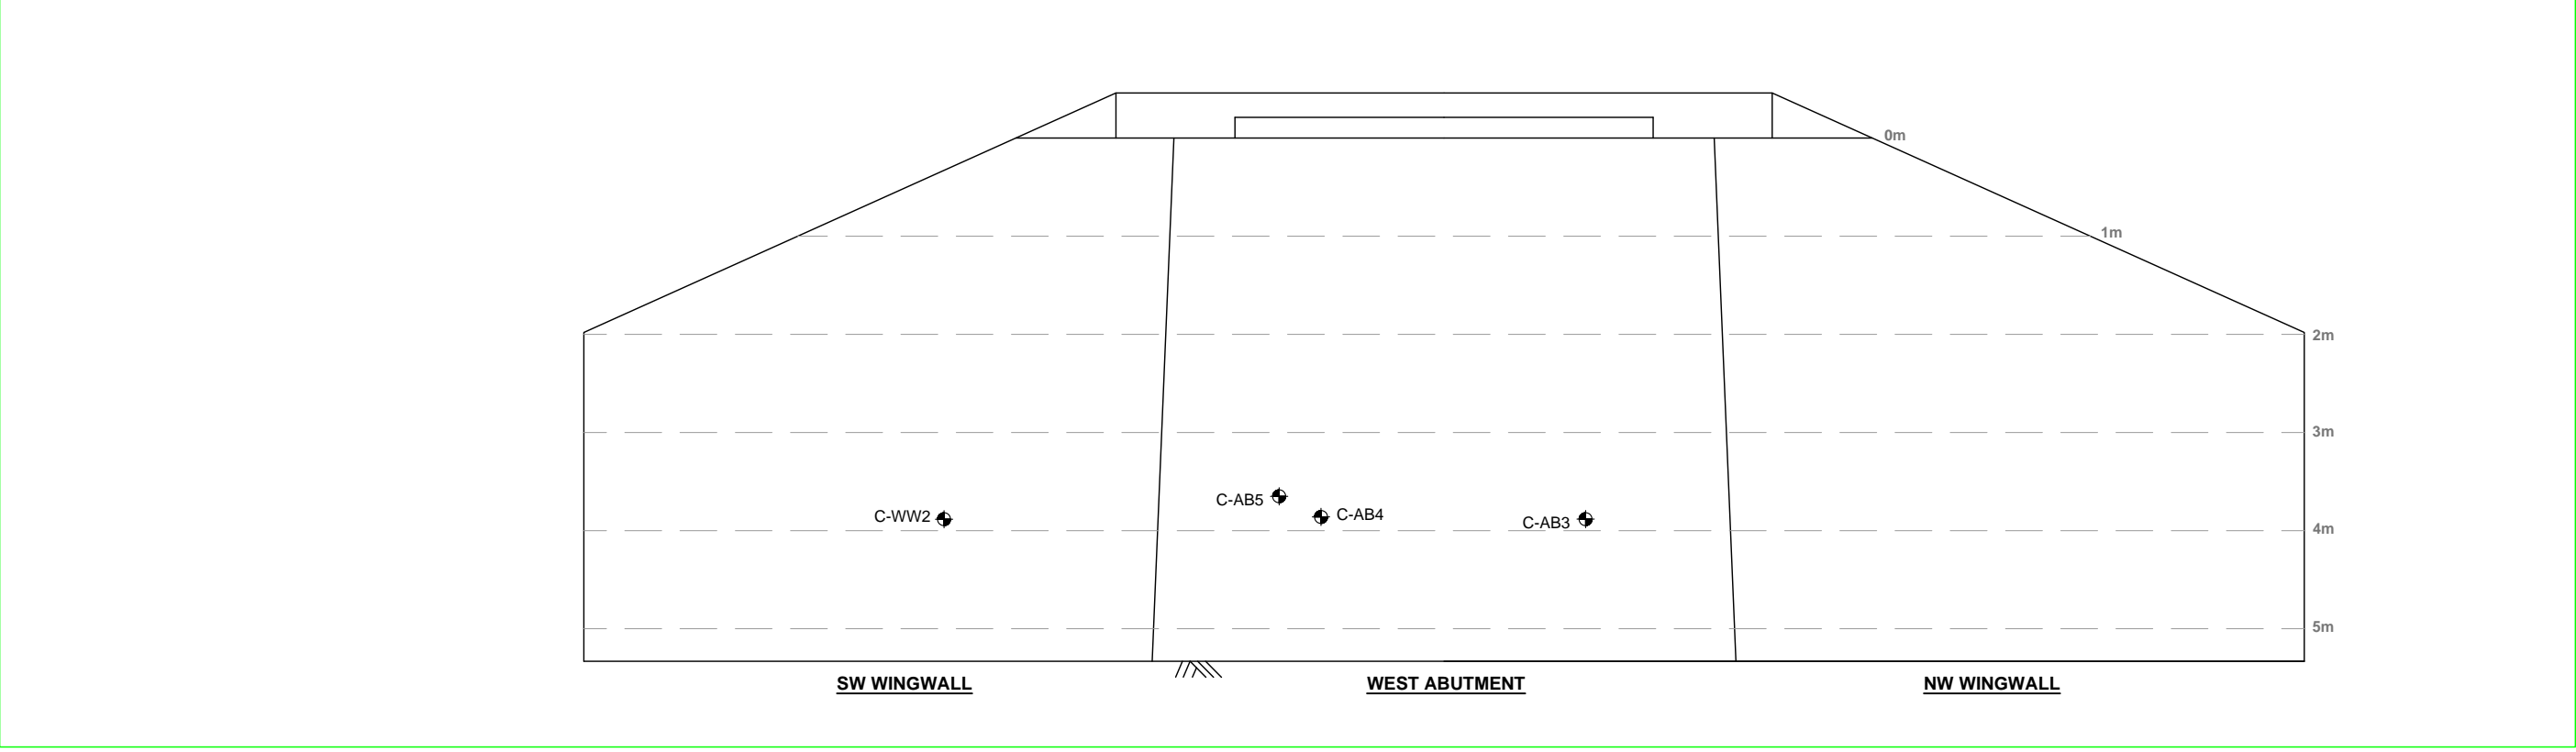 0m
1m
2m
3m
C-AB5
C-WW2
C-AB4
C-AB3
4m
5m
SW WINGWALL
WEST ABUTMENT
NW WINGWALL